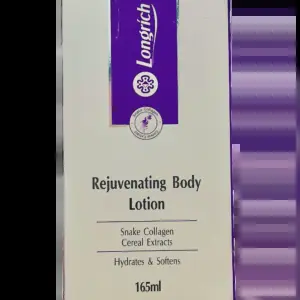 Longrich
Rejuvenating Body
Lotion
Snake Collagen
Cereal Extracts
Hydrates & Softens
165ml